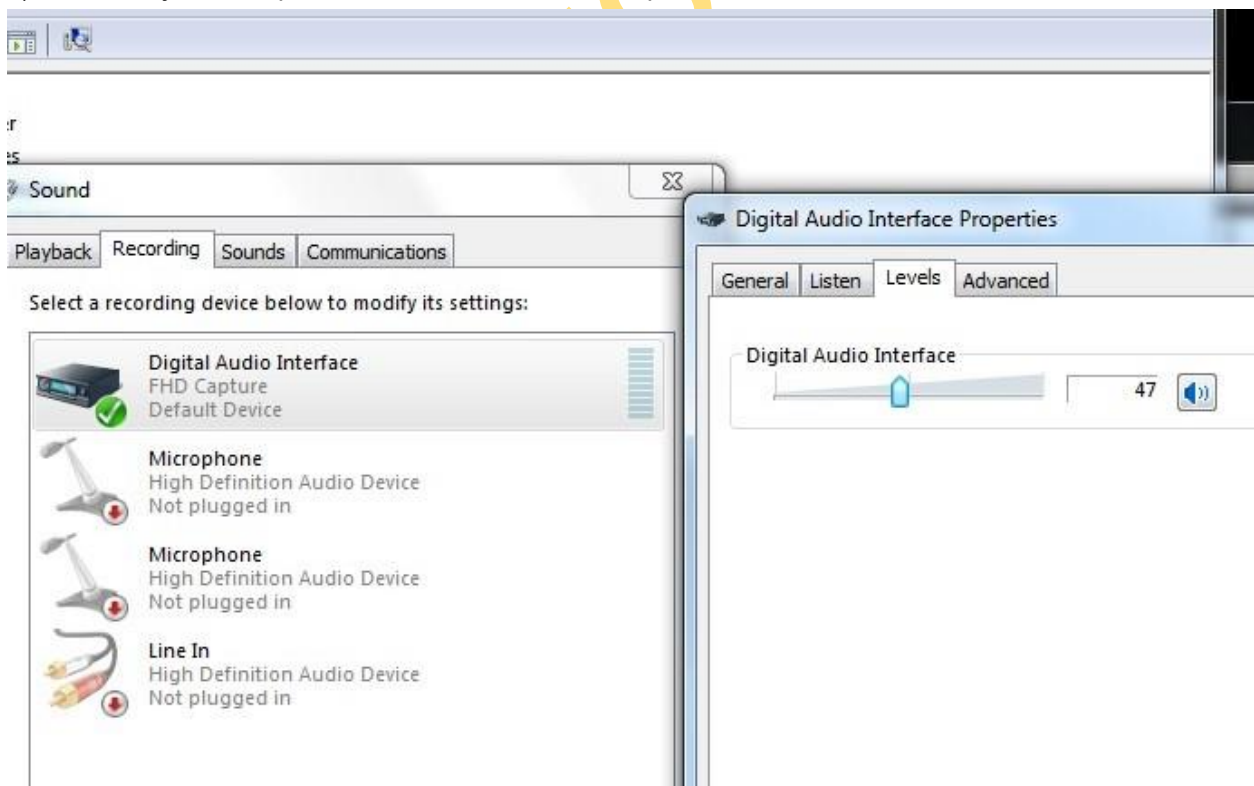 Sound
Playback Recording Sounds Communications
Select a recording device below to modify its settings:
Digital Audio Interface
FHD Capture
Default Device
Microphone
High Definition Audio Device
Not plugged in
Microphone
High Definition Audio Device
Not plugged in
Line In
High Definition Audio Device
Not plugged in
Digital Audio Interface Properties
General Listen Levels Advanced
Digital Audio Interface
47